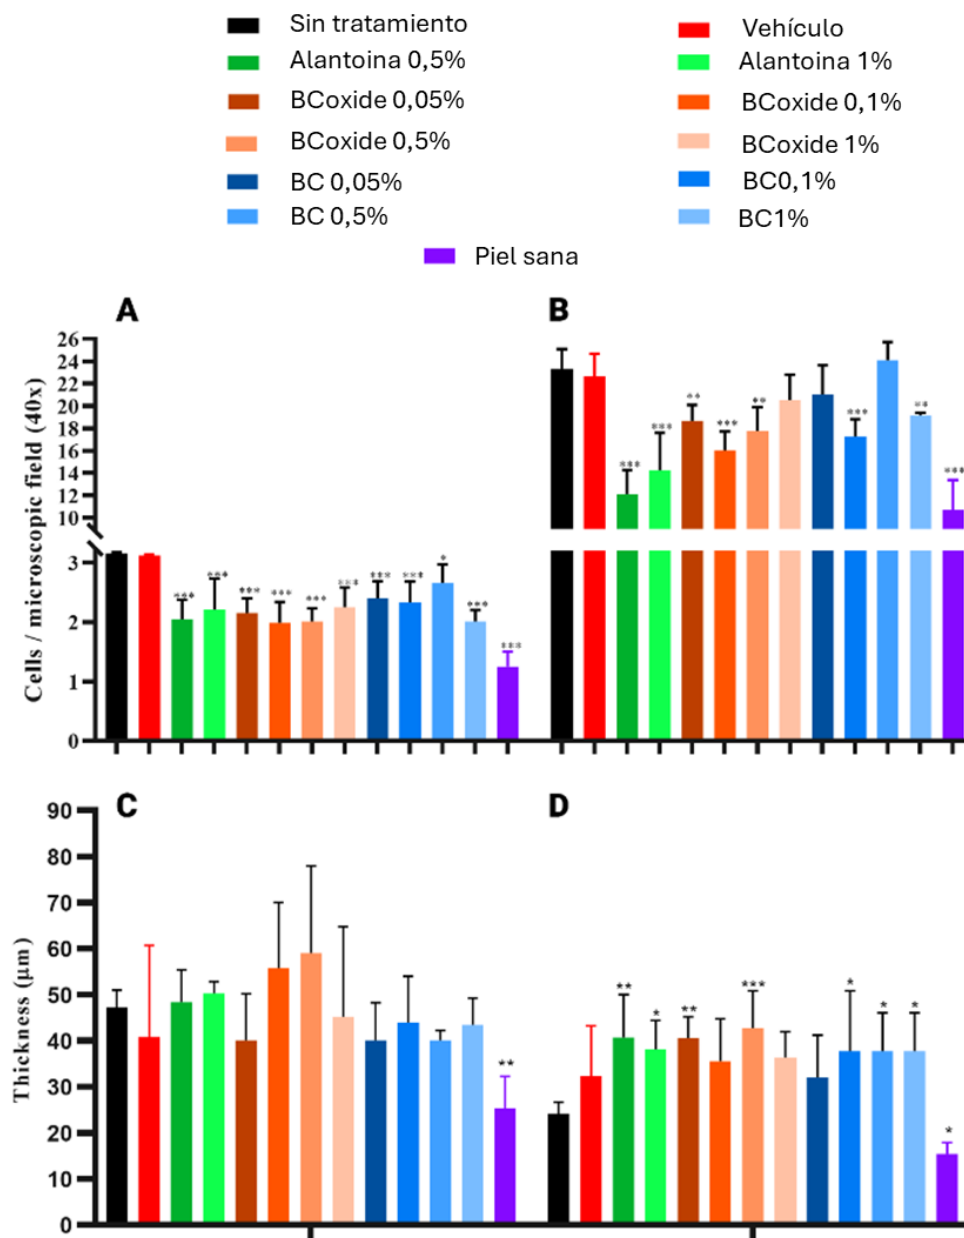 Sin tratamiento Vehículo
Alantoina 0,5% Alantoina 1%
BCoxide 0,05% BCoxide 0,1%
BCoxide 0,5% BCoxide 1%
BC 0,05% BC0,1%
BC 0,5% BC1%
Piel sana
A B
Cells / microscopic field (40x)
26
24
22
20
18
16
14
12
10
3
2
1
0
*** *** *** *** *** *** *** *** * *** ***
*** *** ** *** ** *** ** ***
C D
Thickness (μm)
90
80
70
60
50
40
30
20
10
0
**
** * ** *** * * * *